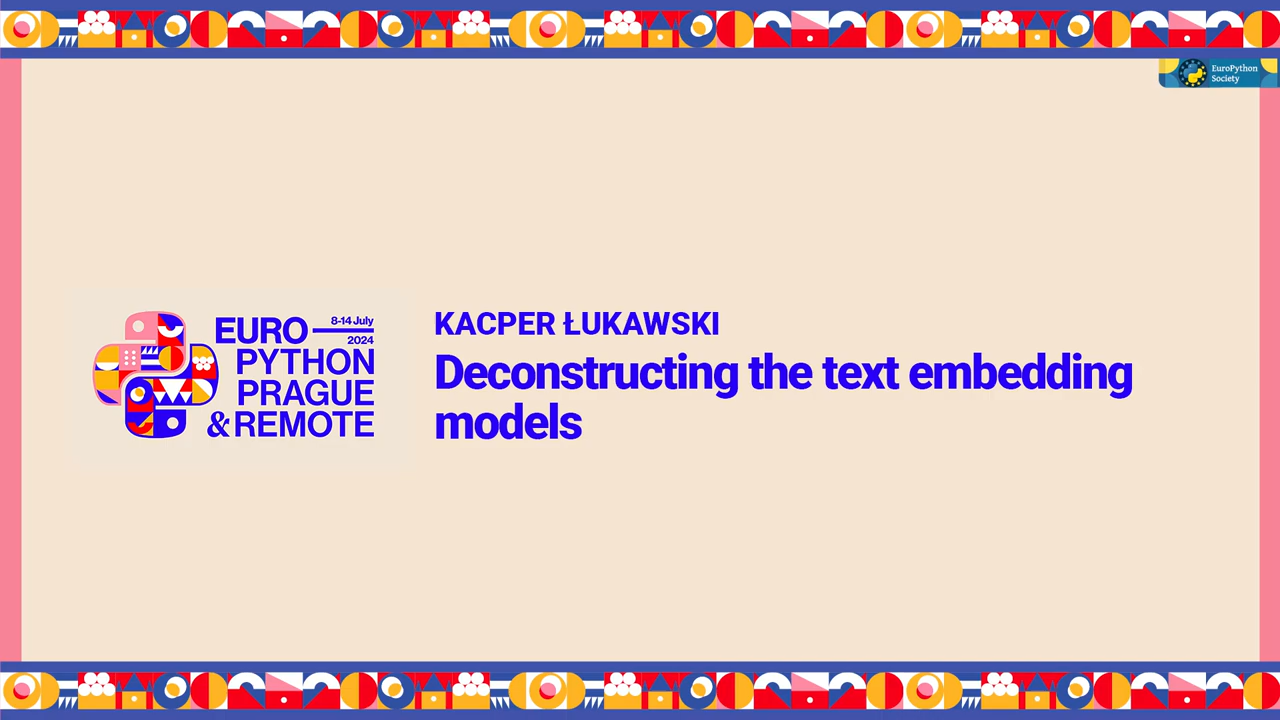 EuroPython
Society
EURO
8-14 July
2024
PYTHON
PRAGUE
& REMOTE
KACPER ŁUKAWSKI
Deconstructing the text embedding
models